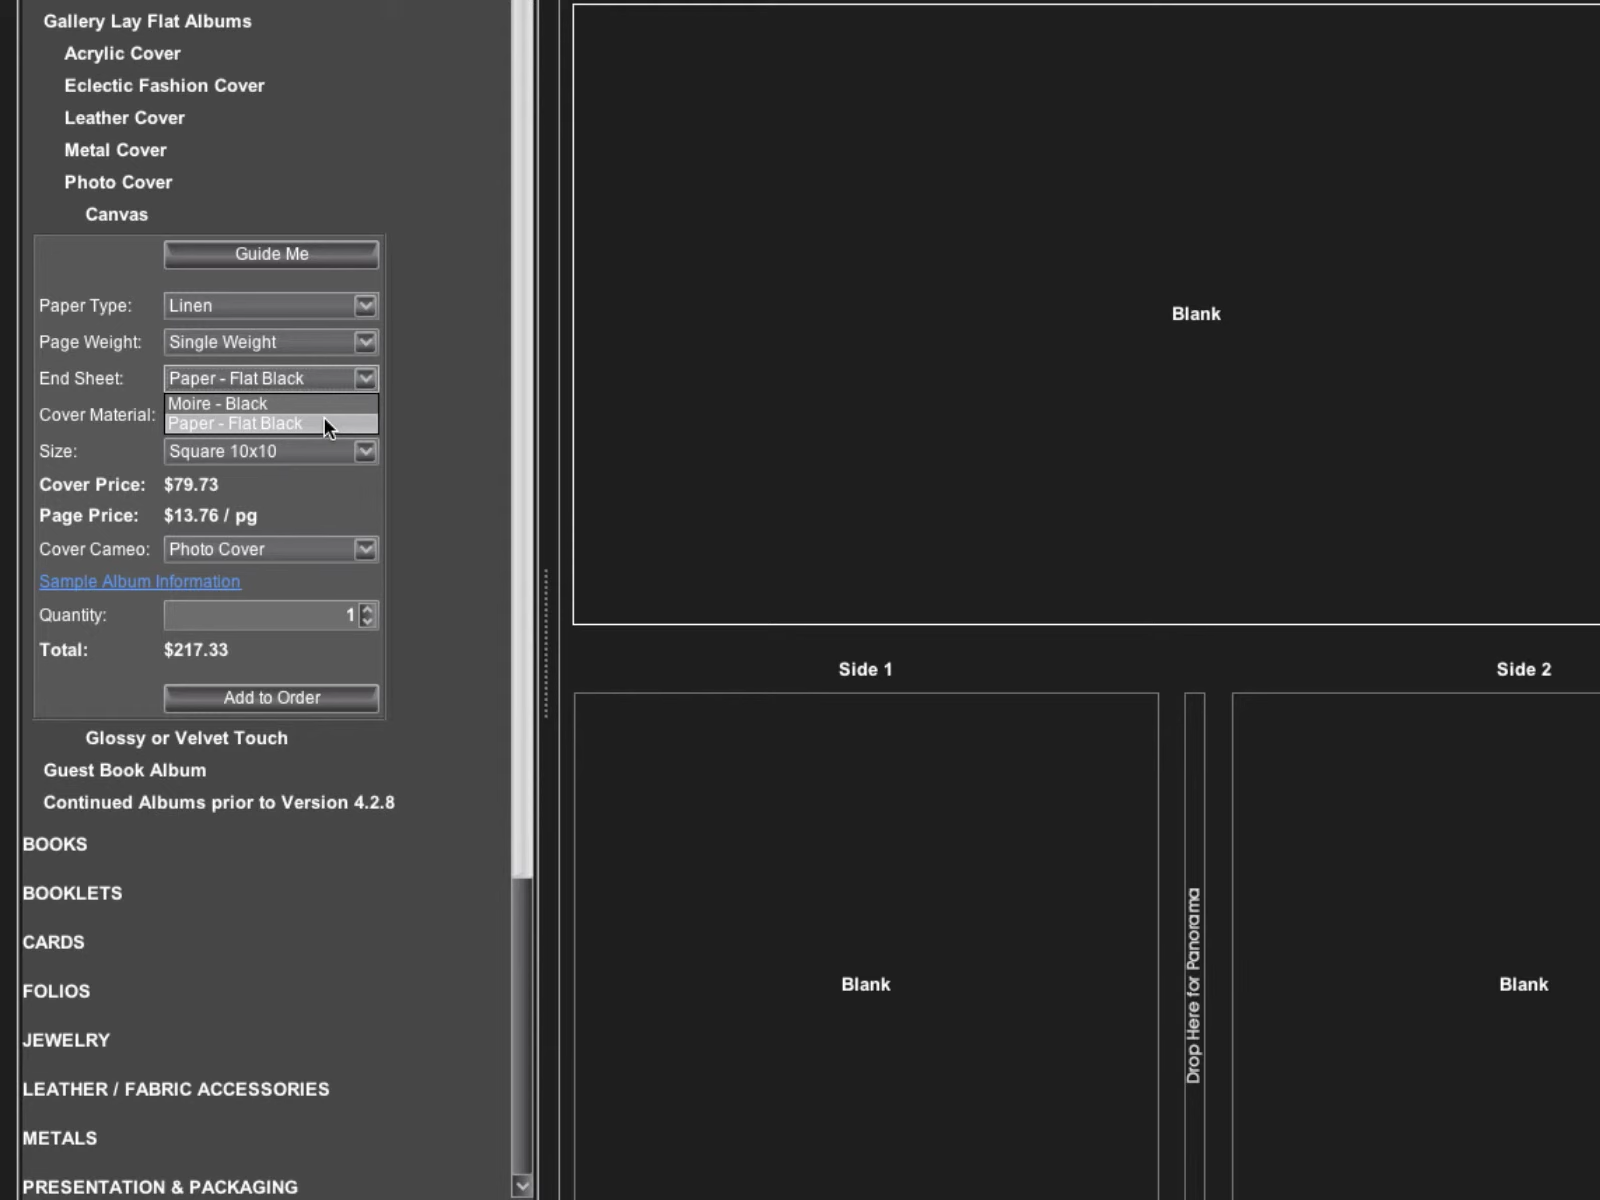 Gallery Lay Flat Albums
Acrylic Cover
Eclectic Fashion Cover
Leather Cover
Metal Cover
Photo Cover
Canvas
Guide Me
Paper Type: Linen
Page Weight: Single Weight
End Sheet: Paper - Flat Black
Moire - Black
Cover Material:
Paper - Flat Black
Size: Square 10x10
Cover Price: $79.73
Page Price: $13.76 / pg
Cover Cameo: Photo Cover
Sample Album Information
Quantity: 1
Total: $217.33
Add to Order
Glossy or Velvet Touch
Guest Book Album
Continued Albums prior to Version 4.2.8
BOOKS
BOOKLETS
CARDS
FOLIOS
JEWELRY
LEATHER / FABRIC ACCESSORIES
METALS
PRESENTATION & PACKAGING
Blank
Side 1
Side 2
Blank
Drop Here for Panorama
Blank